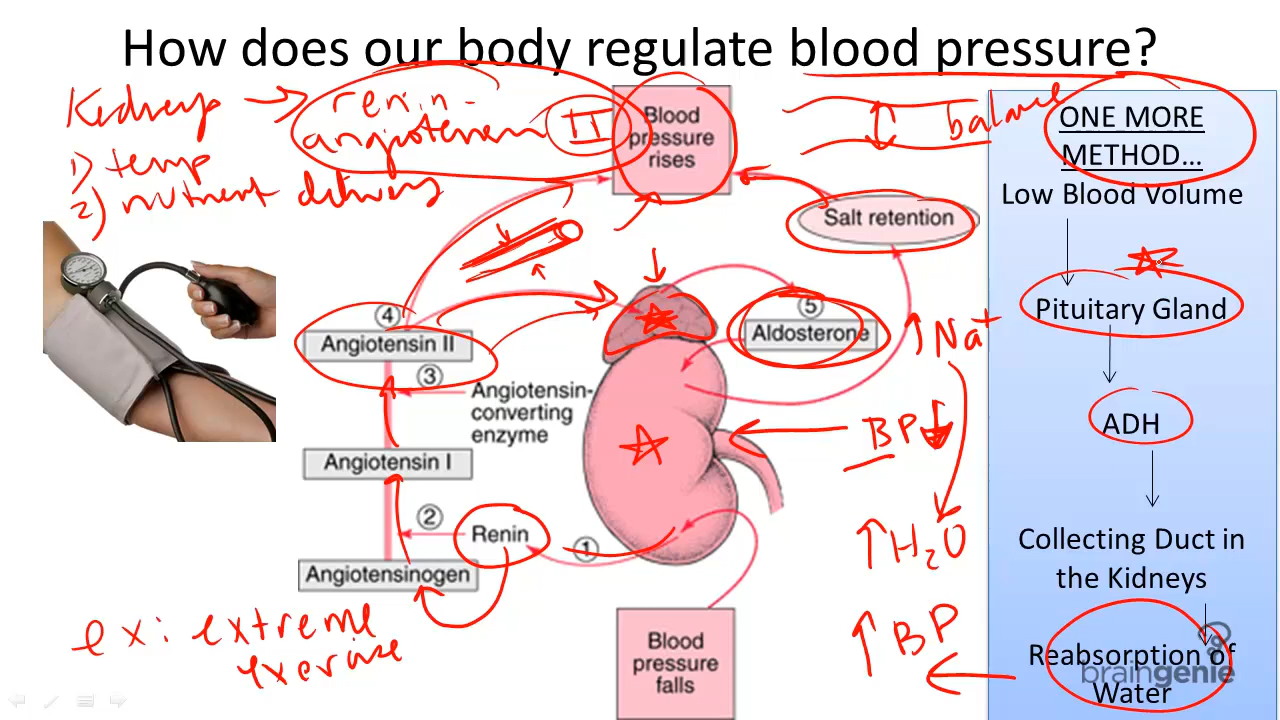 How does our body regulate blood pressure?
Kidneys → renin-
angiotensin II
1) temp
2) nutrient delivery
Blood
pressure
rises
balance
ONE MORE
METHOD...
Low Blood Volume
Pituitary Gland
ADH
Collecting Duct in
the Kidneys
Reabsorption of
Water
braingenie
Salt retention
④
Angiotensin II
⑤
Aldosterone
↑ Na+
③
Angiotensin-
converting
enzyme
BP↓
Angiotensin I
②
Renin
①
↑H2O
Angiotensinogen
ex: extreme
exercise
Blood
pressure
falls
↑ BP